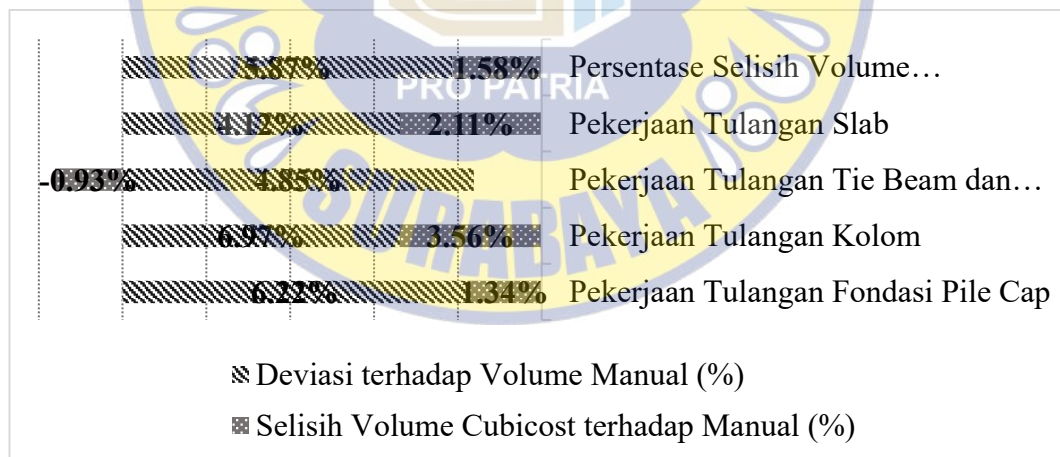 5.87% 1.58% Persentase Selisih Volume…
PRO PATRIA
4.12% 2.11% Pekerjaan Tulangan Slab
-0.93% 4.85% Pekerjaan Tulangan Tie Beam dan…
SURABAYA
6.97% 3.56% Pekerjaan Tulangan Kolom
6.22% 1.34% Pekerjaan Tulangan Fondasi Pile Cap
Deviasi terhadap Volume Manual (%)
Selisih Volume Cubicost terhadap Manual (%)